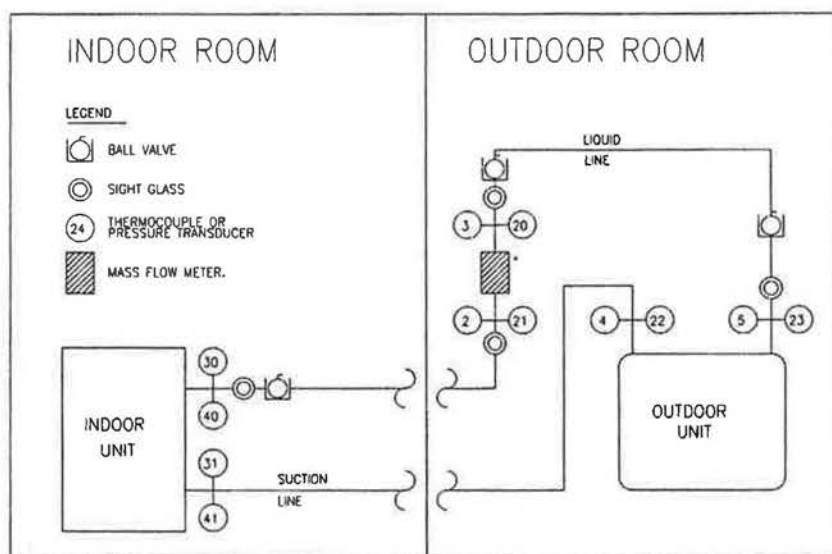 INDOOR ROOM
LEGEND
BALL VALVE
SIGHT GLASS
24
THERMOCOUPLE OR
PRESSURE TRANSDUCER
MASS FLOW METER.
30
40
INDOOR
UNIT
31
41
SUCTION
LINE
OUTDOOR ROOM
LIQUID
LINE
3
20
*
2
21
4
22
5
23
OUTDOOR
UNIT